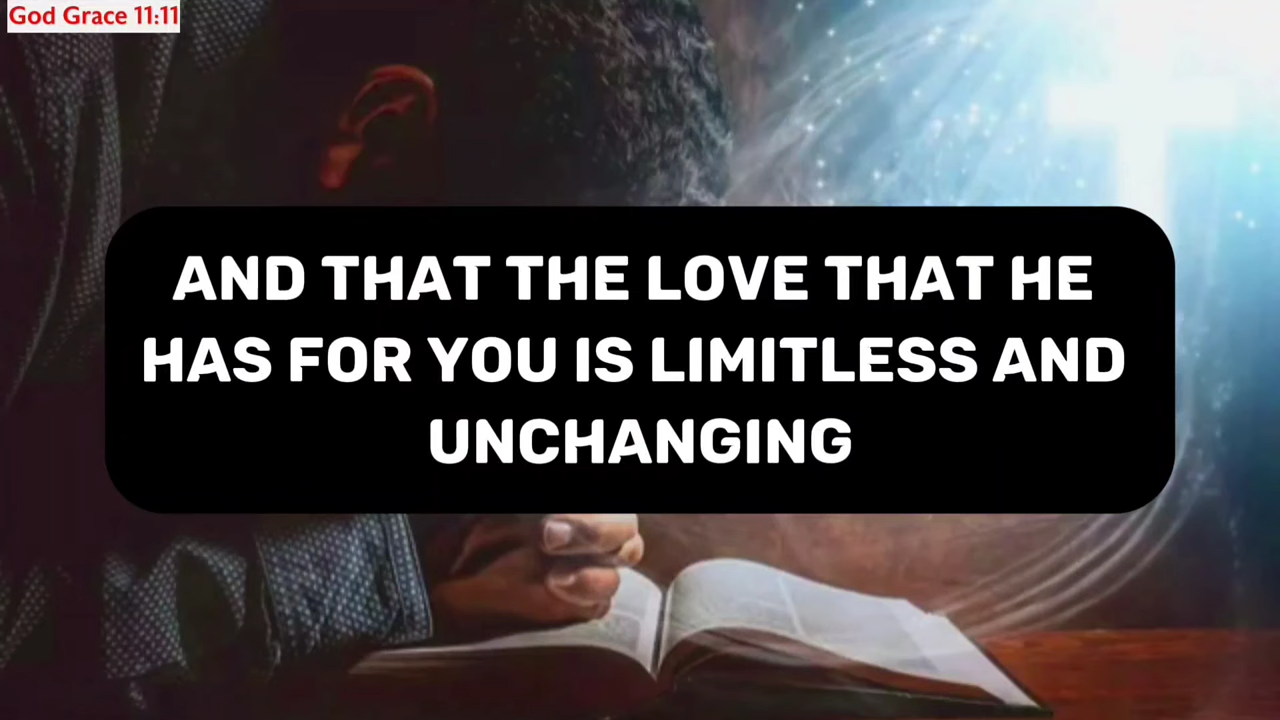 God Grace 11:11
AND THAT THE LOVE THAT HE
HAS FOR YOU IS LIMITLESS AND
UNCHANGING